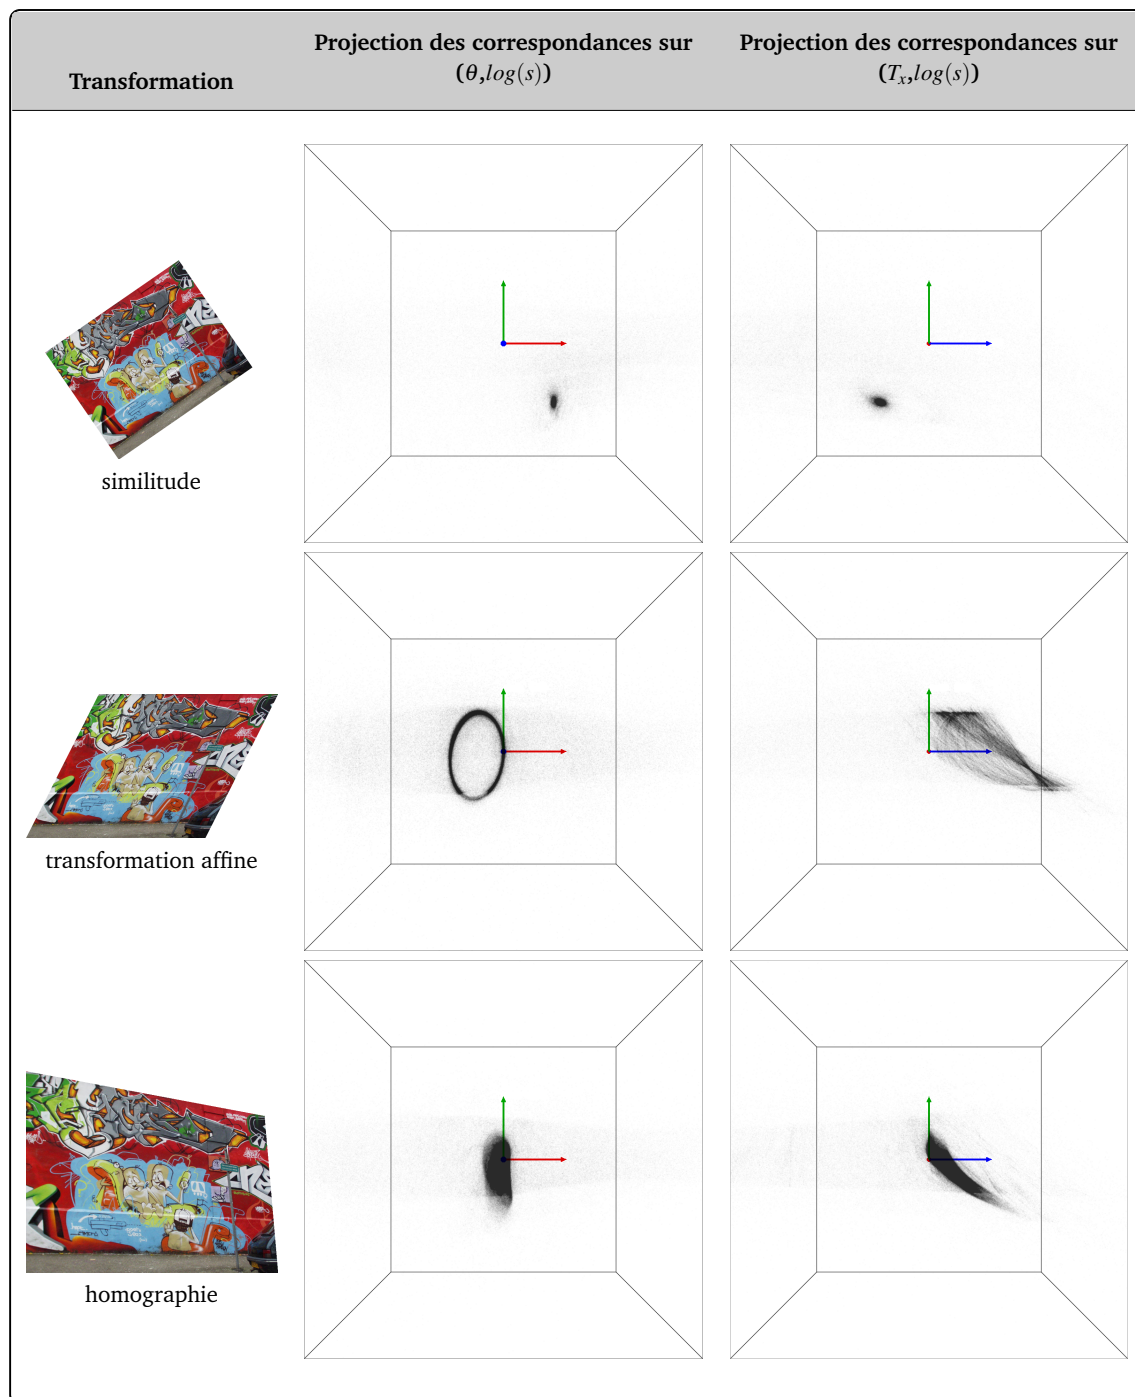 Transformation
Projection des correspondances sur
(θ,log(s))
Projection des correspondances sur
(Tₓ,log(s))
similitude
transformation affine
homographie